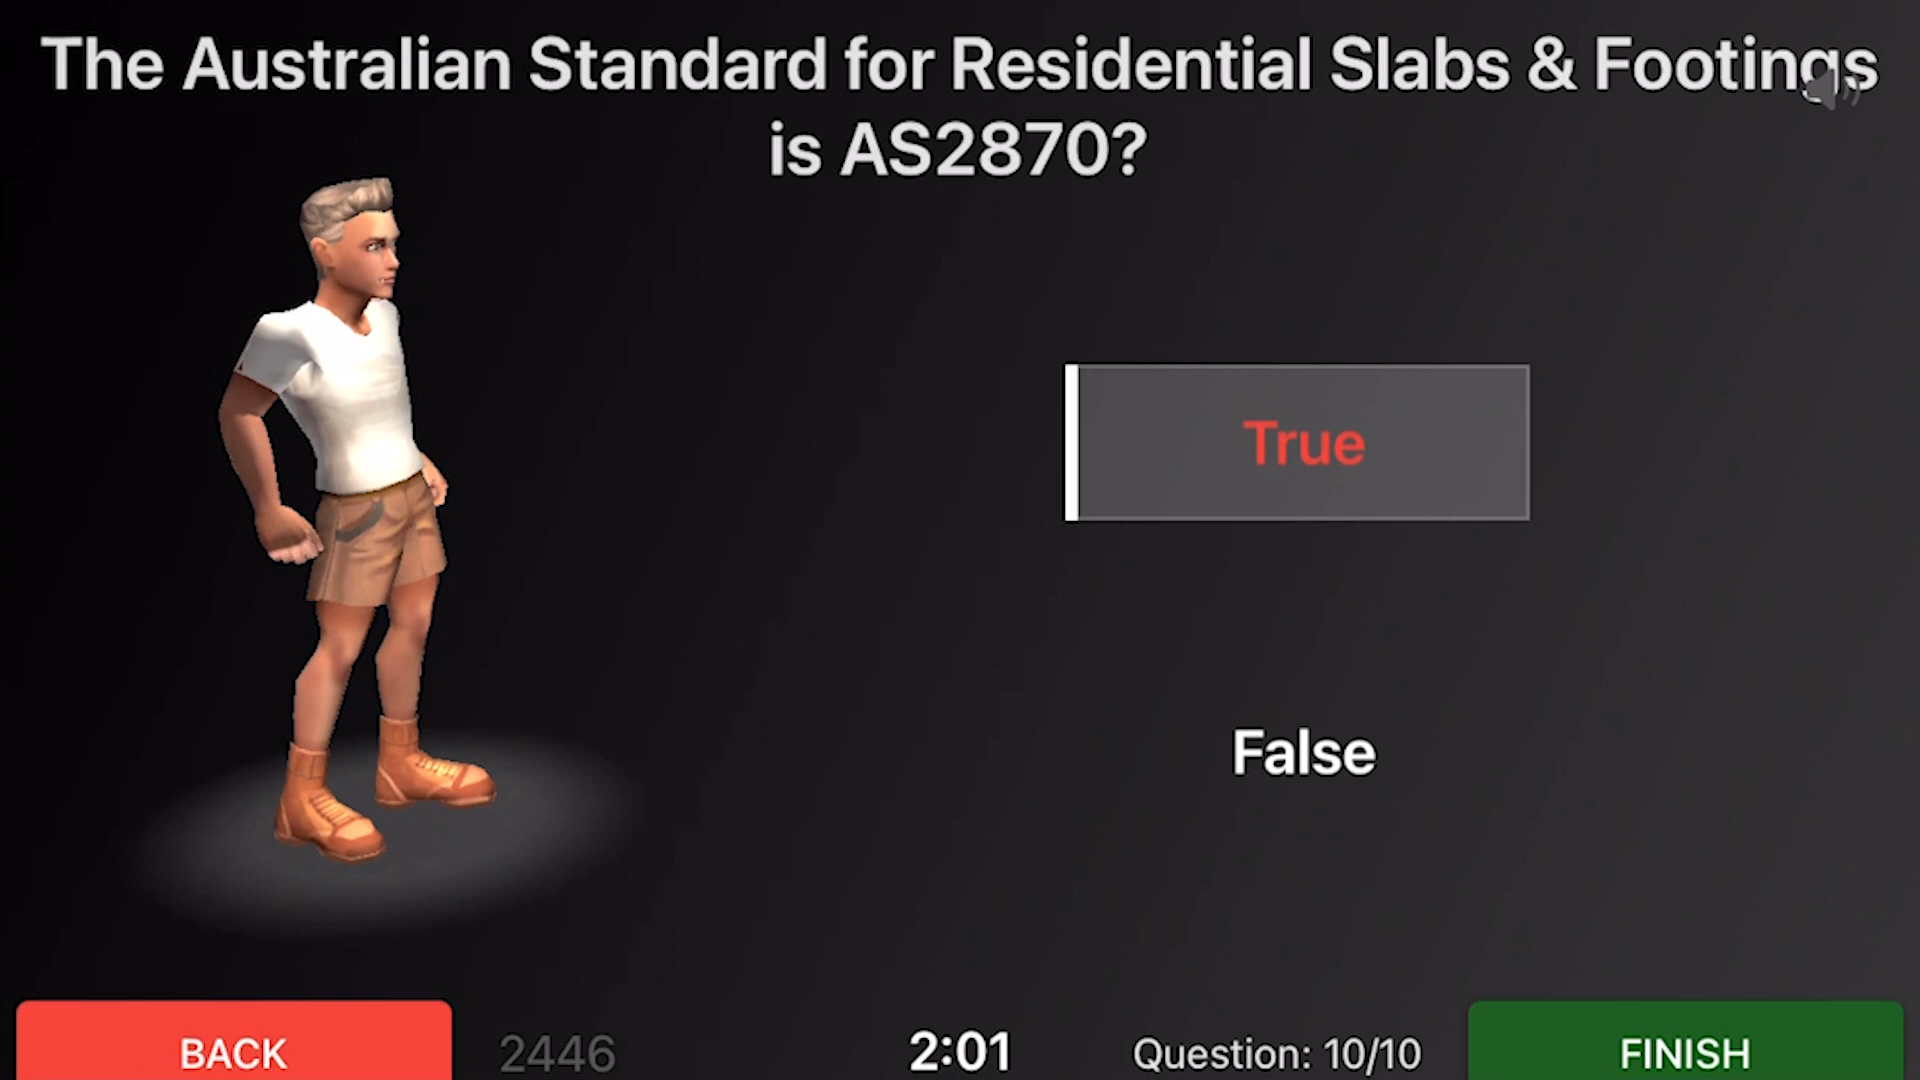 The Australian Standard for Residential Slabs & Footings
is AS2870?
True
False
BACK
2446
2:01
Question: 10/10
FINISH